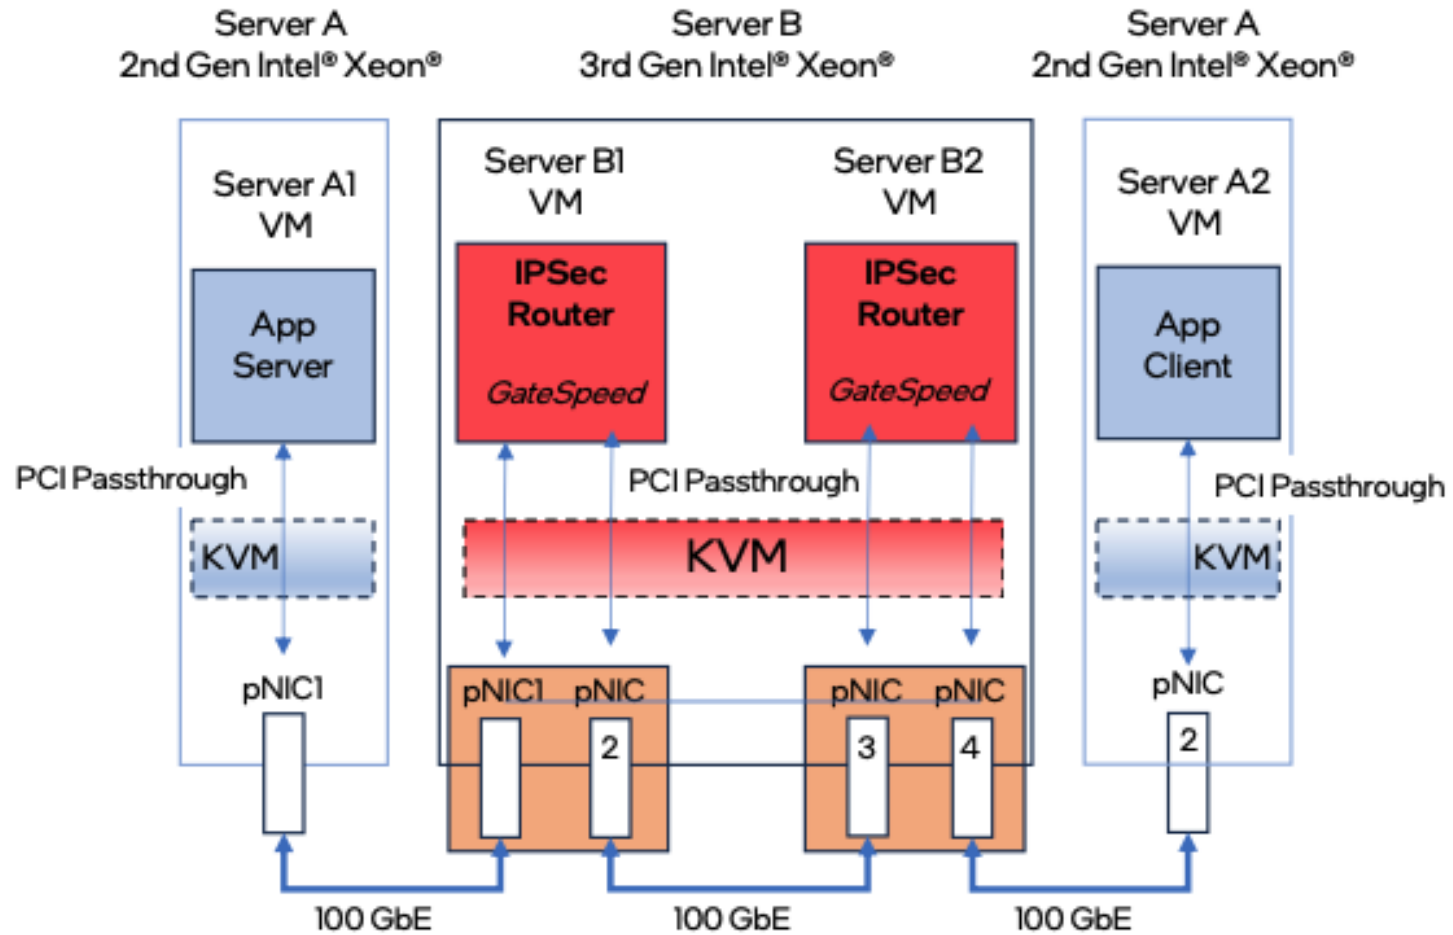 Server A
2nd Gen Intel® Xeon®
Server B
3rd Gen Intel® Xeon®
Server A
2nd Gen Intel® Xeon®
Server A1
VM
Server B1
VM
Server B2
VM
Server A2
VM
App
Server
IPSec
Router
GateSpeed
IPSec
Router
GateSpeed
App
Client
PCI Passthrough
PCI Passthrough
PCI Passthrough
KVM
KVM
KVM
pNIC1
pNIC1
pNIC
2
pNIC
3
pNIC
4
pNIC
2
100 GbE
100 GbE
100 GbE